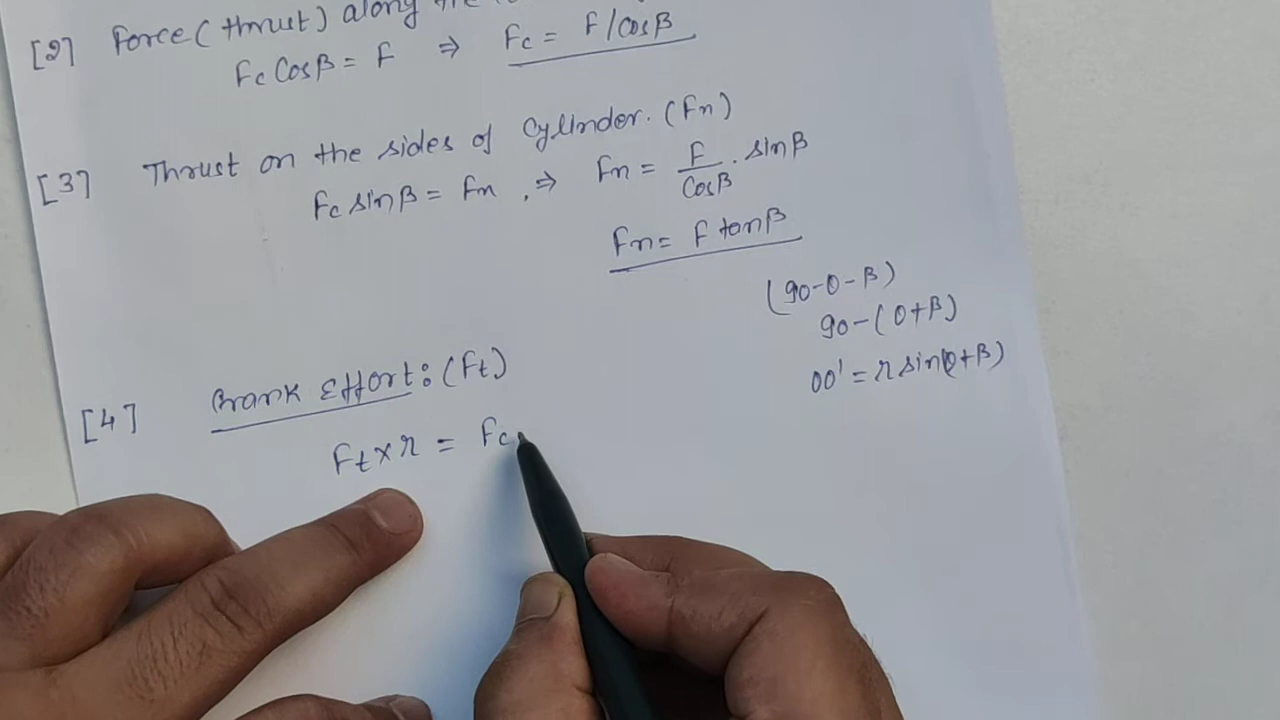 [2] Force (thrust) along the
Fc Cosβ = F ⇒ Fc = F/Cosβ
[3] Thrust on the sides of Cylinder. (Fn)
Fc sinβ = Fn , ⇒ Fn = F/Cosβ . sinβ
Fn = F tanβ
(90-θ-β)
90-(θ+β)
OO' = r sin(θ+β)
[4] Crank Effort: (Ft)
Ft×r = Fc